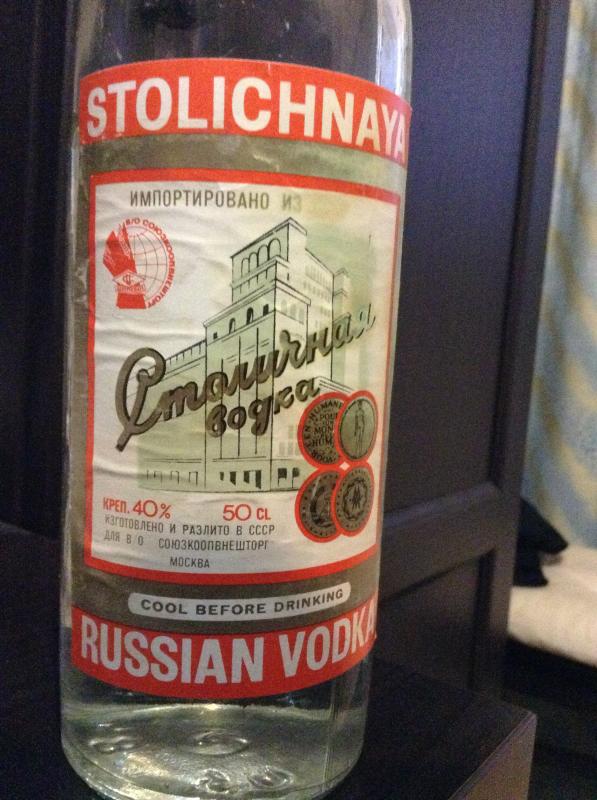 STOLICHNAYA
ИМПОРТИРОВАНО ИЗ
В/О СОЮЗКООПВНЕШТОРГ
Столичная
водка
КРЕП. 40% 50 CL
ИЗГОТОВЛЕНО И РАЗЛИТО В СССР
ДЛЯ В/О СОЮЗКООПВНЕШТОРГ
МОСКВА
COOL BEFORE DRINKING
RUSSIAN VODKA